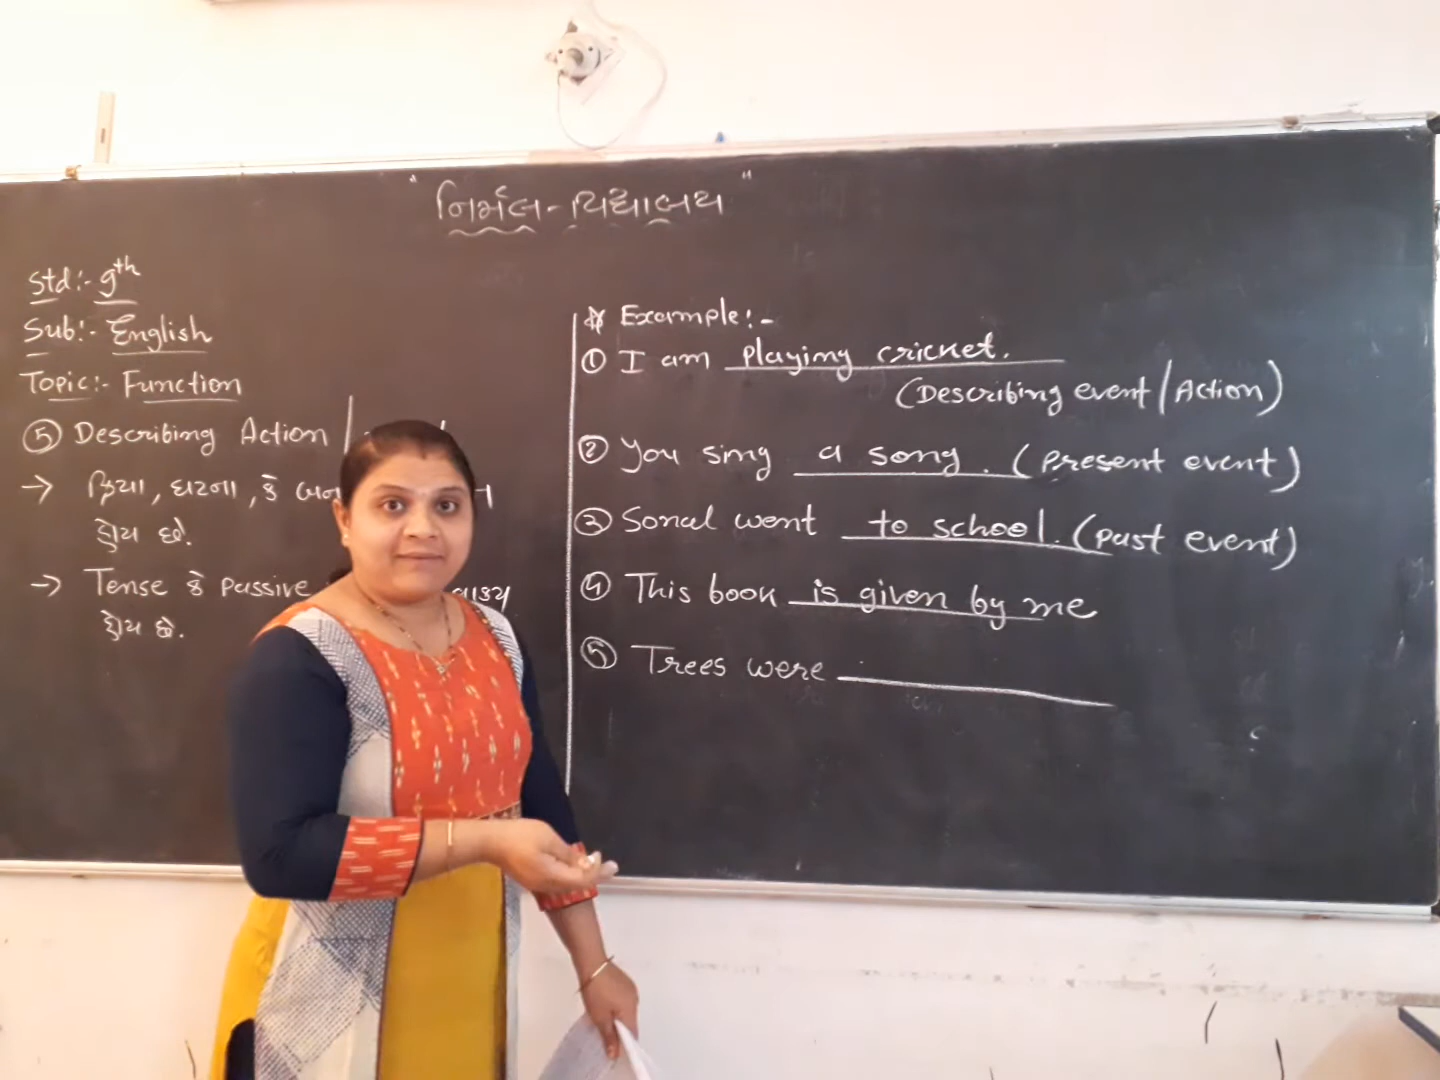 "નિર્મલ-વિદ્યાલય"
Std:- 9th
Sub:- English
Topic:- Function
⑤ Describing Action /
→ ક્રિયા, ઘટના, કે
હોય છે.
→ Tense કે Passive વાક્ય
હોય છે.
☆ Example:-
① I am playing cricket.
(Describing event / Action)
② You sing a song. (present event)
③ Sonal went to school. (past event)
④ This book is given by me
⑤ Trees were ________